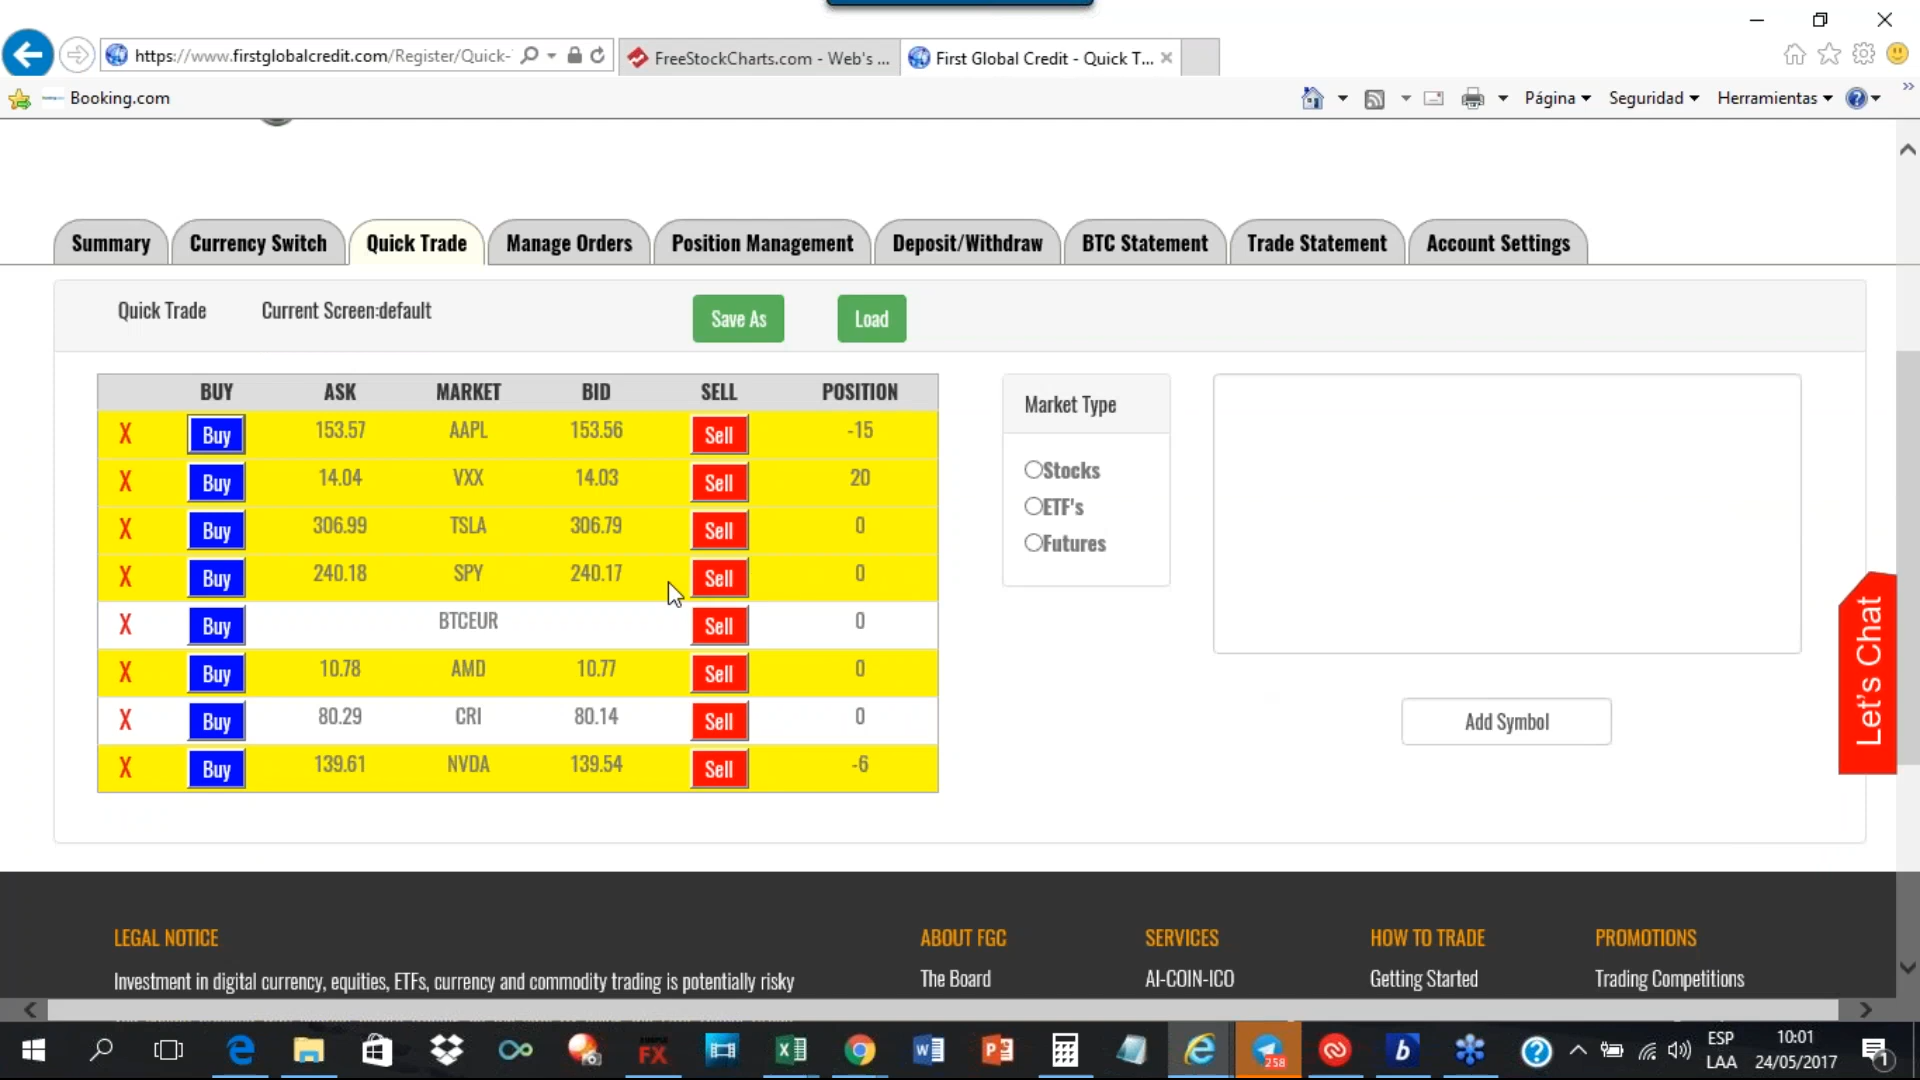 https://www.firstglobalcredit.com/Register/Quick-
FreeStockCharts.com - Web's ...
First Global Credit - Quick T...
Booking.com
Página
Seguridad
Herramientas
Summary
Currency Switch
Quick Trade
Manage Orders
Position Management
Deposit/Withdraw
BTC Statement
Trade Statement
Account Settings
Quick Trade
Current Screen:default
Save As
Load
BUY ASK MARKET BID SELL POSITION
X Buy 153.57 AAPL 153.56 Sell -15
X Buy 14.04 VXX 14.03 Sell 20
X Buy 306.99 TSLA 306.79 Sell 0
X Buy 240.18 SPY 240.17 Sell 0
X Buy BTCEUR Sell 0
X Buy 10.78 AMD 10.77 Sell 0
X Buy 80.29 CRI 80.14 Sell 0
X Buy 139.61 NVDA 139.54 Sell -6
Market Type
Stocks
ETF's
Futures
Add Symbol
Let's Chat
LEGAL NOTICE
Investment in digital currency, equities, ETFs, currency and commodity trading is potentially risky
ABOUT FGC
The Board
SERVICES
AI-COIN-ICO
HOW TO TRADE
Getting Started
PROMOTIONS
Trading Competitions
FX
258
b
ESP
LAA
10:01
24/05/2017
1